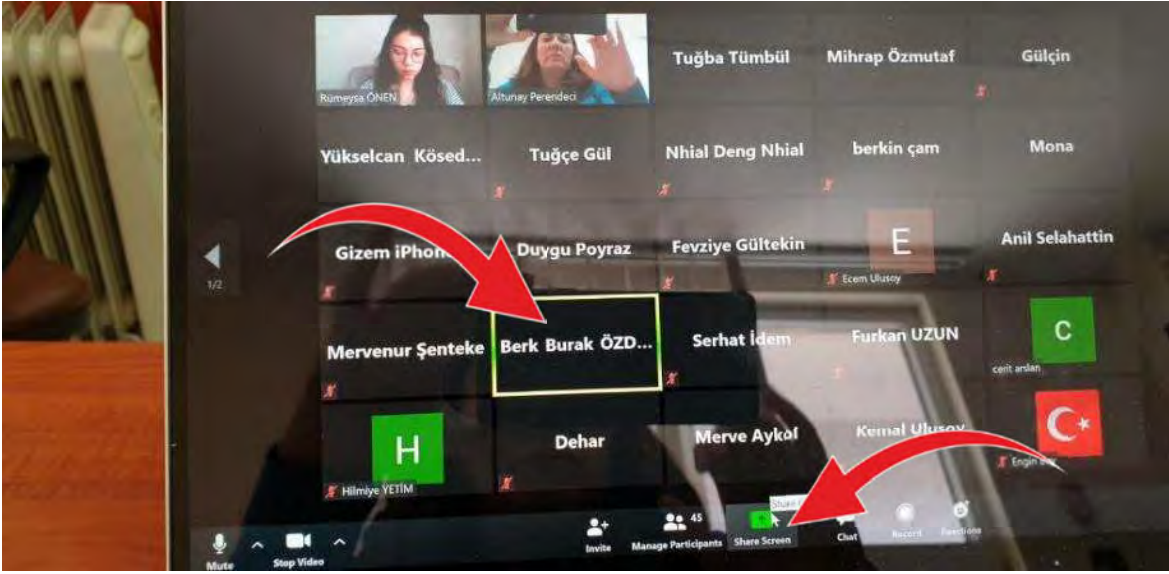 Rümeysa ÖNEN
Altunay Perendeci
Tuğba Tümbül
Mihrap Özmutaf
Gülçin
Yükselcan Kösed...
Tuğçe Gül
Nhial Deng Nhial
berkin çam
Mona
1/2
Gizem
Duygu Poyraz
Fevziye Gültekin
E
Ecem Ulusoy
Anil Selahattin
Mervenur Şenteke
Berk Burak ÖZD...
Serhat İdem
Furkan UZUN
C
cerit arslan
H
Hilmiye YETİM
Dehar
Merve Aykol
Kemal Ulusoy
Engin
Mute
Stop Video
Invite
45
Manage Participants
Share
Share Screen
Chat
Record
Reactions